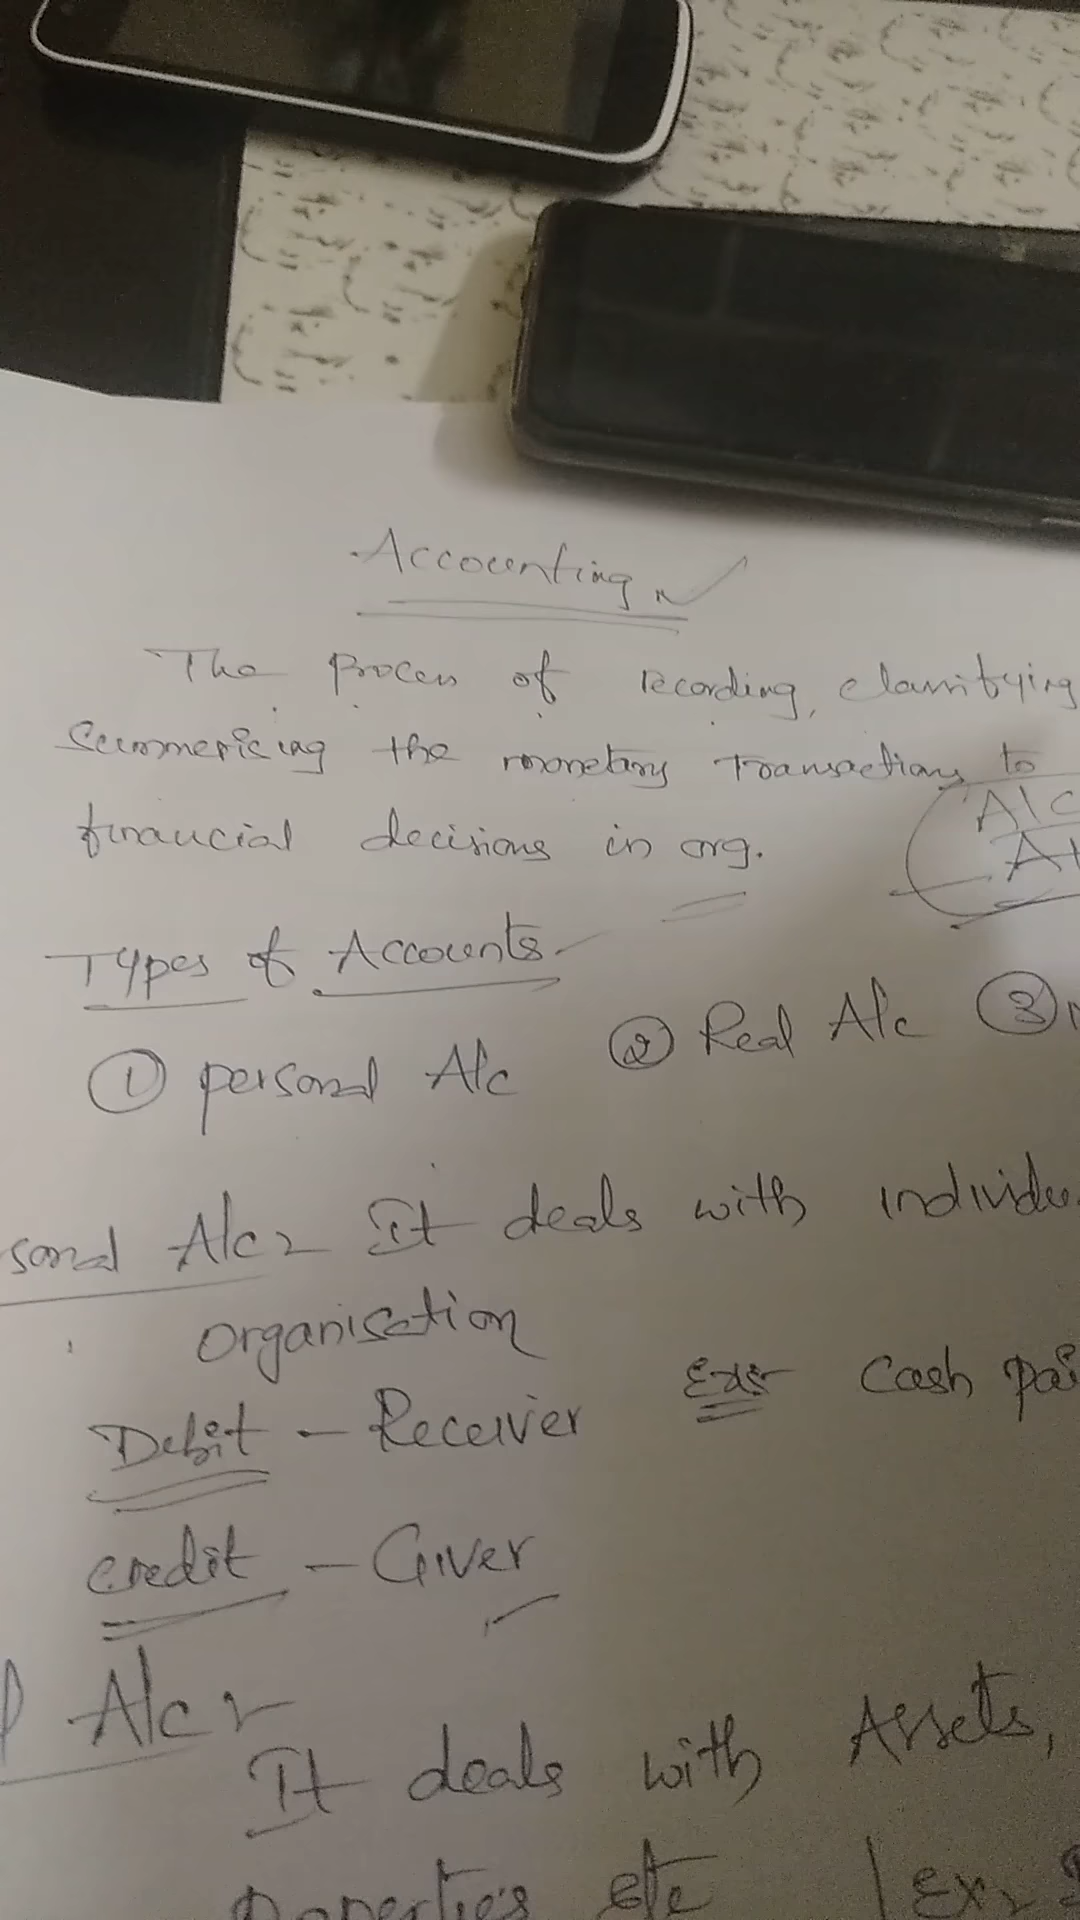 Accounting
The process of recording, classifying
Summericing the monetary Transactions to
financial decisions in org.
A/C
Types of Accounts
① personal A/c ② Real A/c ③
sonal A/c It deals with individu
Organisation
Debit - Receiver Ex:- Cash pai
credit - Giver
A/c
It deals with Assets,
Properties etc Ex: